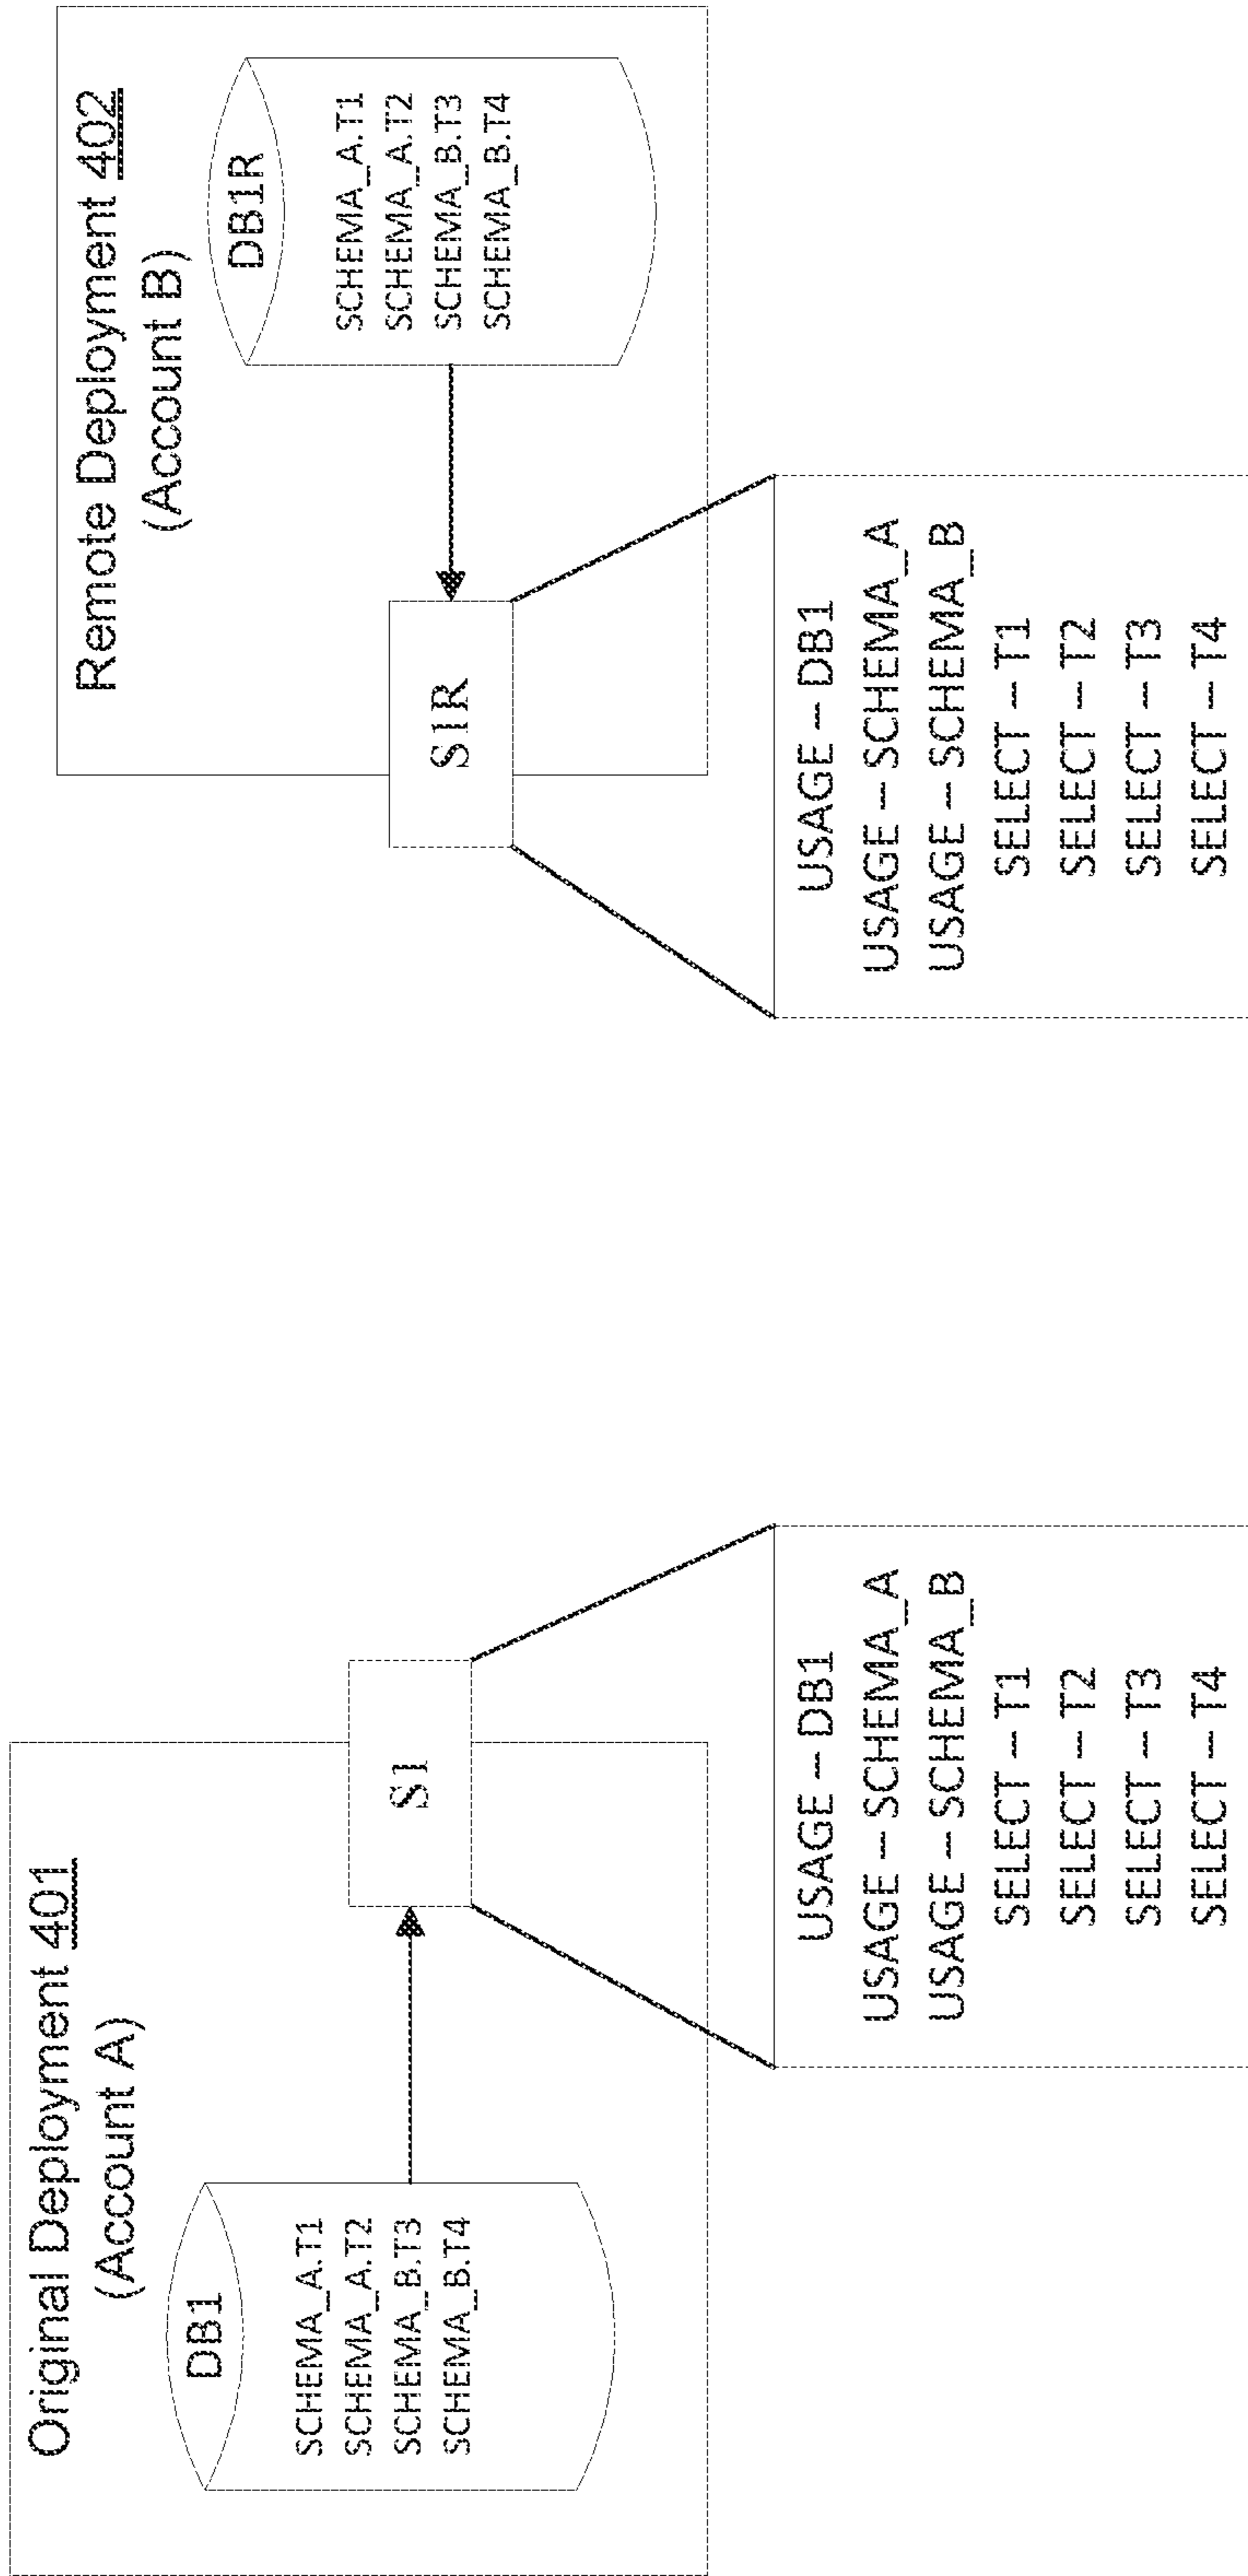 Original Deployment 401
(Account A)
DB1
SCHEMA_A.T1
SCHEMA_A.T2
SCHEMA_B.T3
SCHEMA_B.T4
S1
USAGE – DB1
USAGE – SCHEMA_A
USAGE – SCHEMA_B
SELECT – T1
SELECT – T2
SELECT – T3
SELECT – T4
Remote Deployment 402
(Account B)
DB1R
SCHEMA_A.T1
SCHEMA_A.T2
SCHEMA_B.T3
SCHEMA_B.T4
S1R
USAGE – DB1
USAGE – SCHEMA_A
USAGE – SCHEMA_B
SELECT – T1
SELECT – T2
SELECT – T3
SELECT – T4